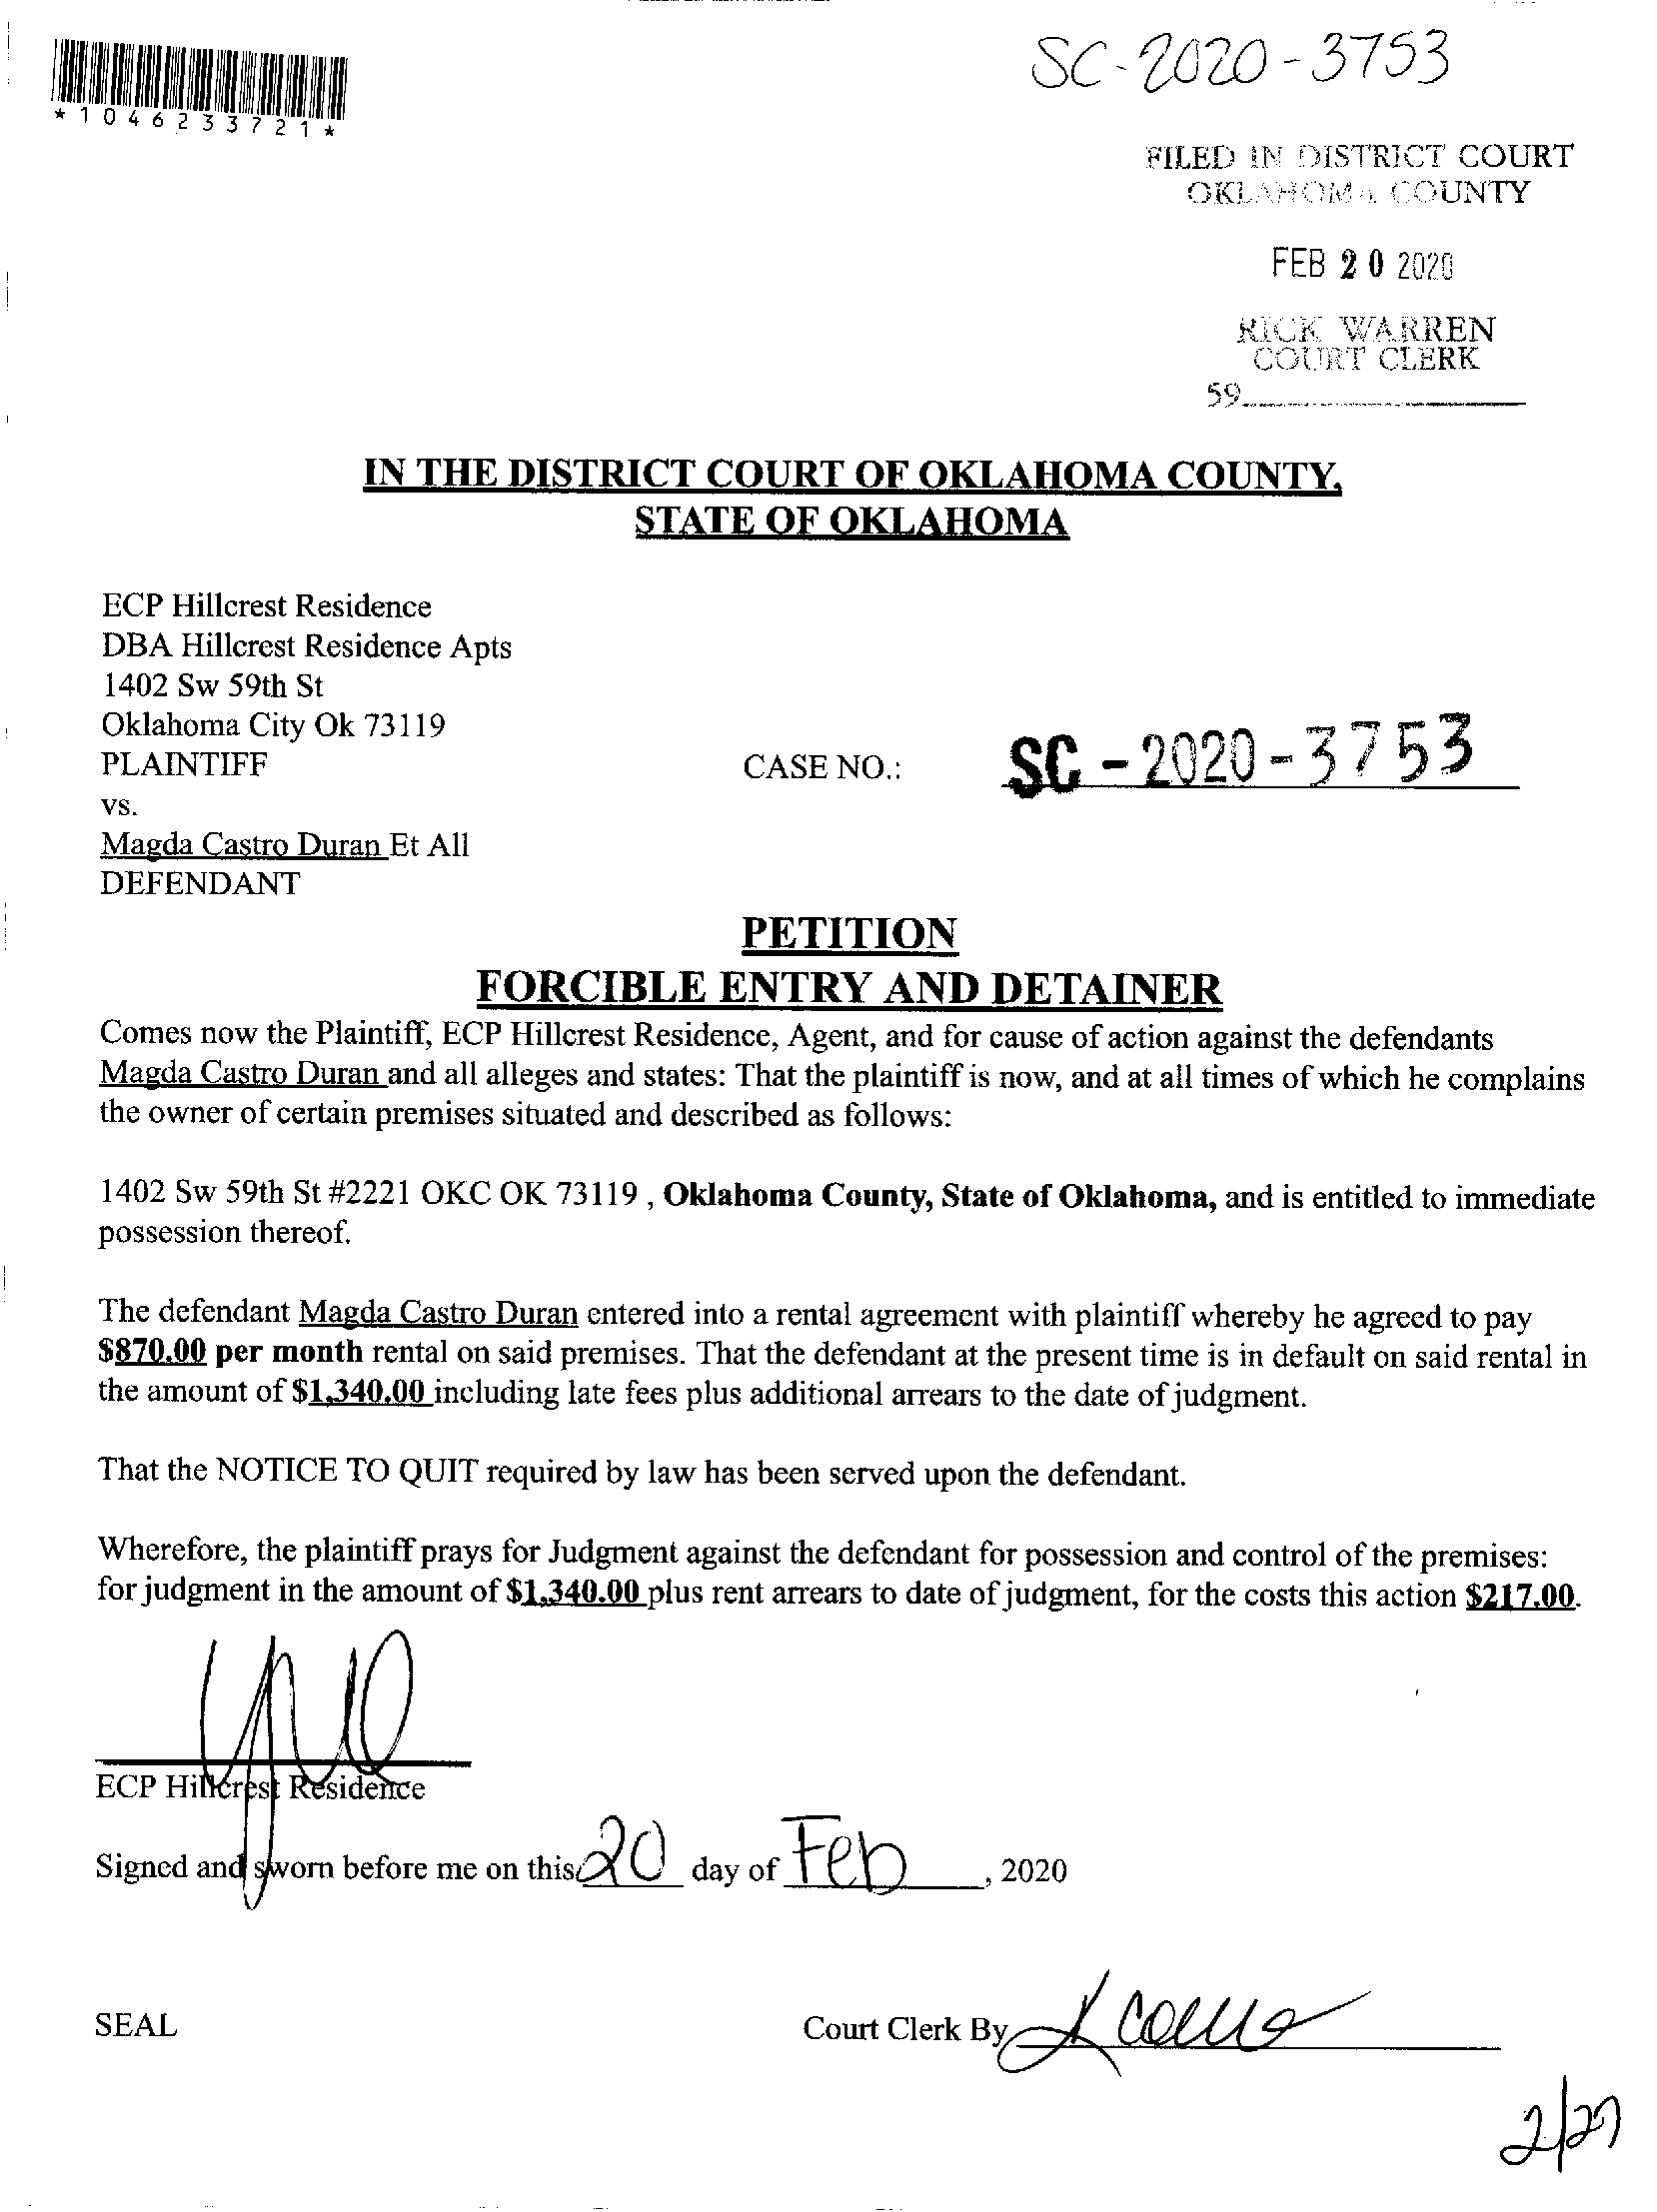 SC-2020-3753
*1046233721*
FILED IN DISTRICT COURT
OKLAHOMA COUNTY
FEB 20 2020
RICK WARREN
COURT CLERK
59
IN THE DISTRICT COURT OF OKLAHOMA COUNTY,
STATE OF OKLAHOMA
ECP Hillcrest Residence
DBA Hillcrest Residence Apts
1402 Sw 59th St
Oklahoma City Ok 73119
PLAINTIFF
CASE NO.: SC-2020-3753
vs.
Magda Castro Duran Et All
DEFENDANT
PETITION
FORCIBLE ENTRY AND DETAINER
Comes now the Plaintiff, ECP Hillcrest Residence, Agent, and for cause of action against the defendants
Magda Castro Duran and all alleges and states: That the plaintiff is now, and at all times of which he complains
the owner of certain premises situated and described as follows:
1402 Sw 59th St #2221 OKC OK 73119 , Oklahoma County, State of Oklahoma, and is entitled to immediate
possession thereof.
The defendant Magda Castro Duran entered into a rental agreement with plaintiff whereby he agreed to pay
$870.00 per month rental on said premises. That the defendant at the present time is in default on said rental in
the amount of $1,340.00 including late fees plus additional arrears to the date of judgment.
That the NOTICE TO QUIT required by law has been served upon the defendant.
Wherefore, the plaintiff prays for Judgment against the defendant for possession and control of the premises:
for judgment in the amount of $1,340.00 plus rent arrears to date of judgment, for the costs this action $217.00.
ECP Hillcrest Residence
Signed and sworn before me on this 20 day of Feb, 2020
SEAL
Court Clerk By
2/27